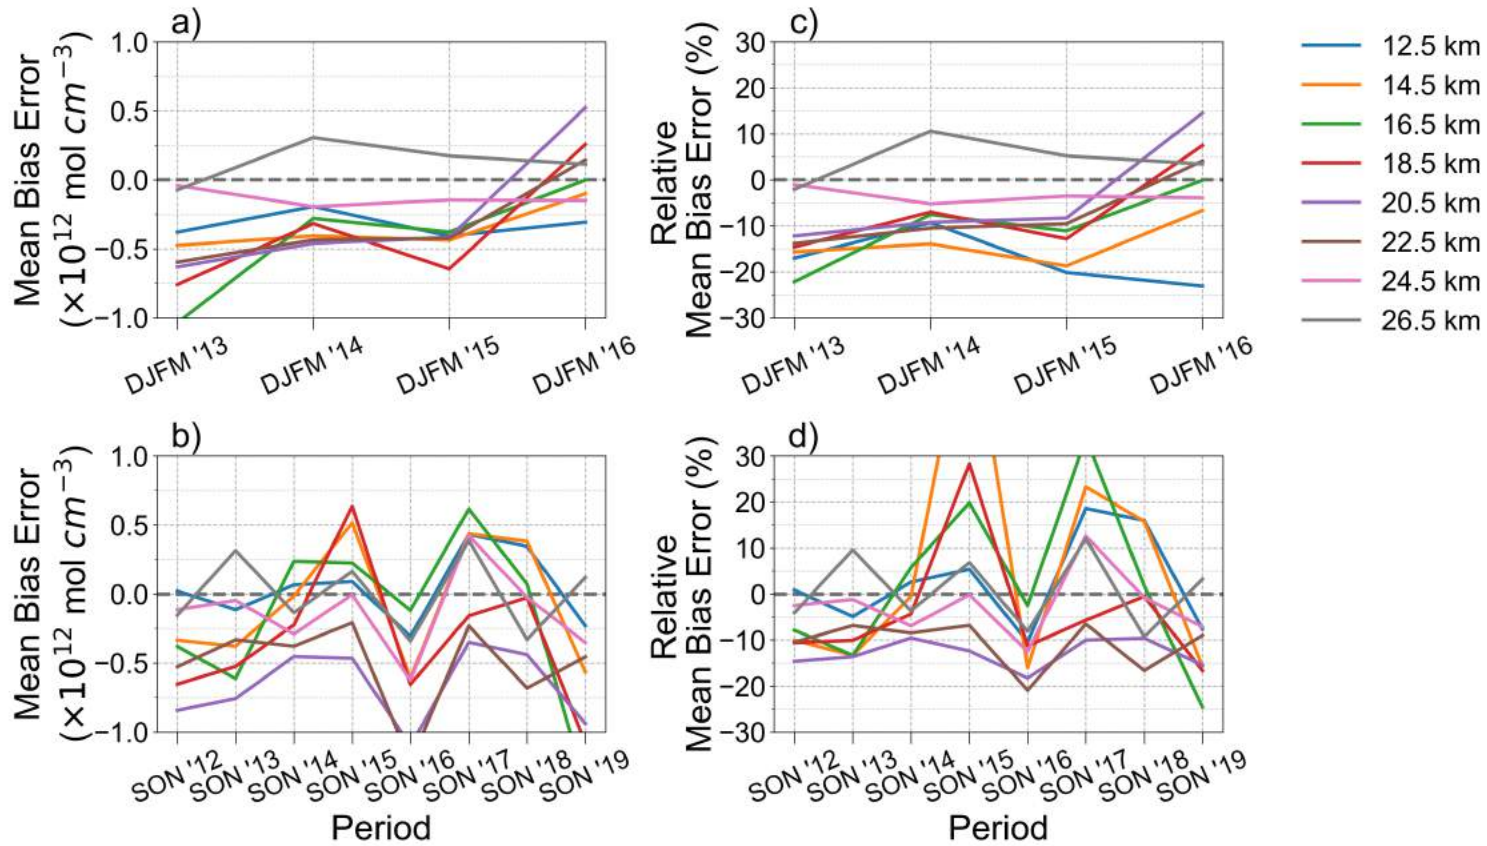 a)
Mean Bias Error
(×10¹² mol cm⁻³)
1.0
0.5
0.0
−0.5
−1.0
DJFM '13
DJFM '14
DJFM '15
DJFM '16
c)
Relative
Mean Bias Error (%)
30
20
10
0
−10
−20
−30
DJFM '13
DJFM '14
DJFM '15
DJFM '16
12.5 km
14.5 km
16.5 km
18.5 km
20.5 km
22.5 km
24.5 km
26.5 km
b)
Mean Bias Error
(×10¹² mol cm⁻³)
1.0
0.5
0.0
−0.5
−1.0
SON '12
SON '13
SON '14
SON '15
SON '16
SON '17
SON '18
SON '19
Period
d)
Relative
Mean Bias Error (%)
30
20
10
0
−10
−20
−30
SON '12
SON '13
SON '14
SON '15
SON '16
SON '17
SON '18
SON '19
Period